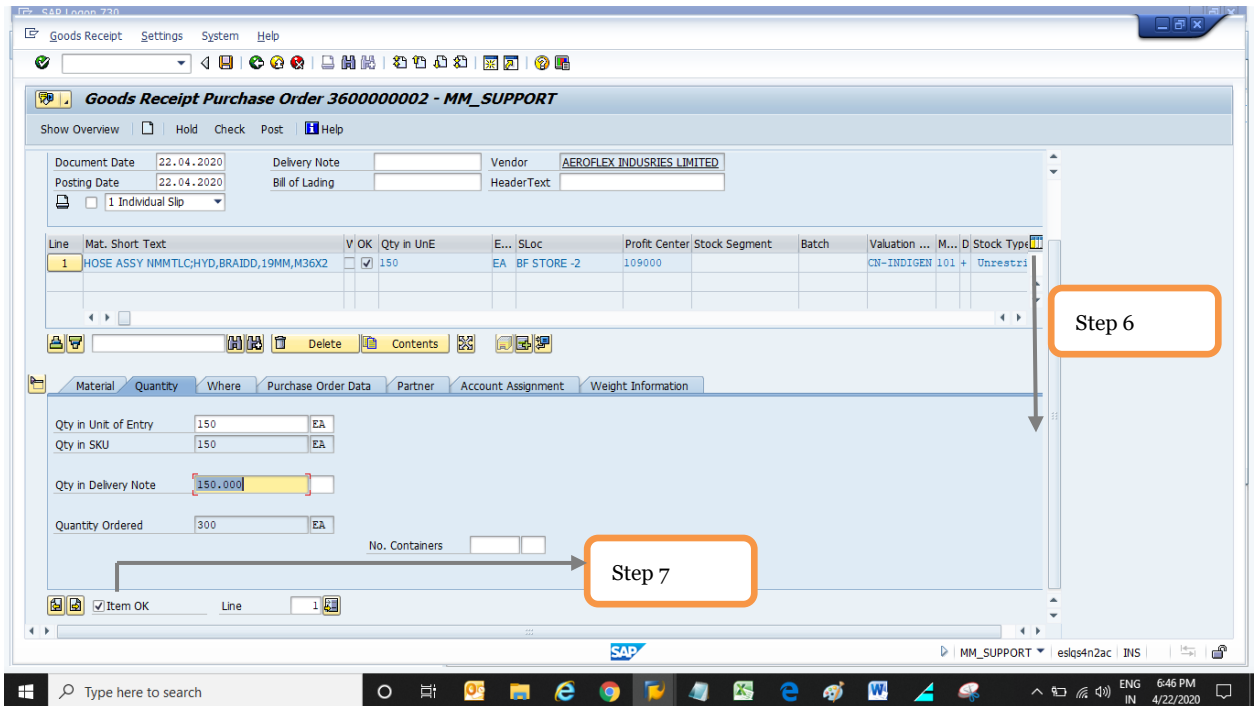 SAP Logon 730
Goods Receipt Settings System Help
Goods Receipt Purchase Order 3600000002 - MM_SUPPORT
Show Overview Hold Check Post Help
Document Date 22.04.2020 Delivery Note Vendor AEROFLEX INDUSRIES LIMITED
Posting Date 22.04.2020 Bill of Lading HeaderText
1 Individual Slip
Line Mat. Short Text V OK Qty in UnE E... SLoc Profit Center Stock Segment Batch Valuation ... M... D Stock Type
1 HOSE ASSY NMMTLC;HYD,BRAIDD,19MM,M36X2 150 EA BF STORE -2 109000 CN-INDIGEN 101 + Unrestri
Step 6
Delete Contents
Material Quantity Where Purchase Order Data Partner Account Assignment Weight Information
Qty in Unit of Entry 150 EA
Qty in SKU 150 EA
Qty in Delivery Note 150.000
Quantity Ordered 300 EA
No. Containers
Step 7
Item OK Line 1
SAP MM_SUPPORT eslqs4n2ac INS
Type here to search ENG 6:46 PM
IN 4/22/2020